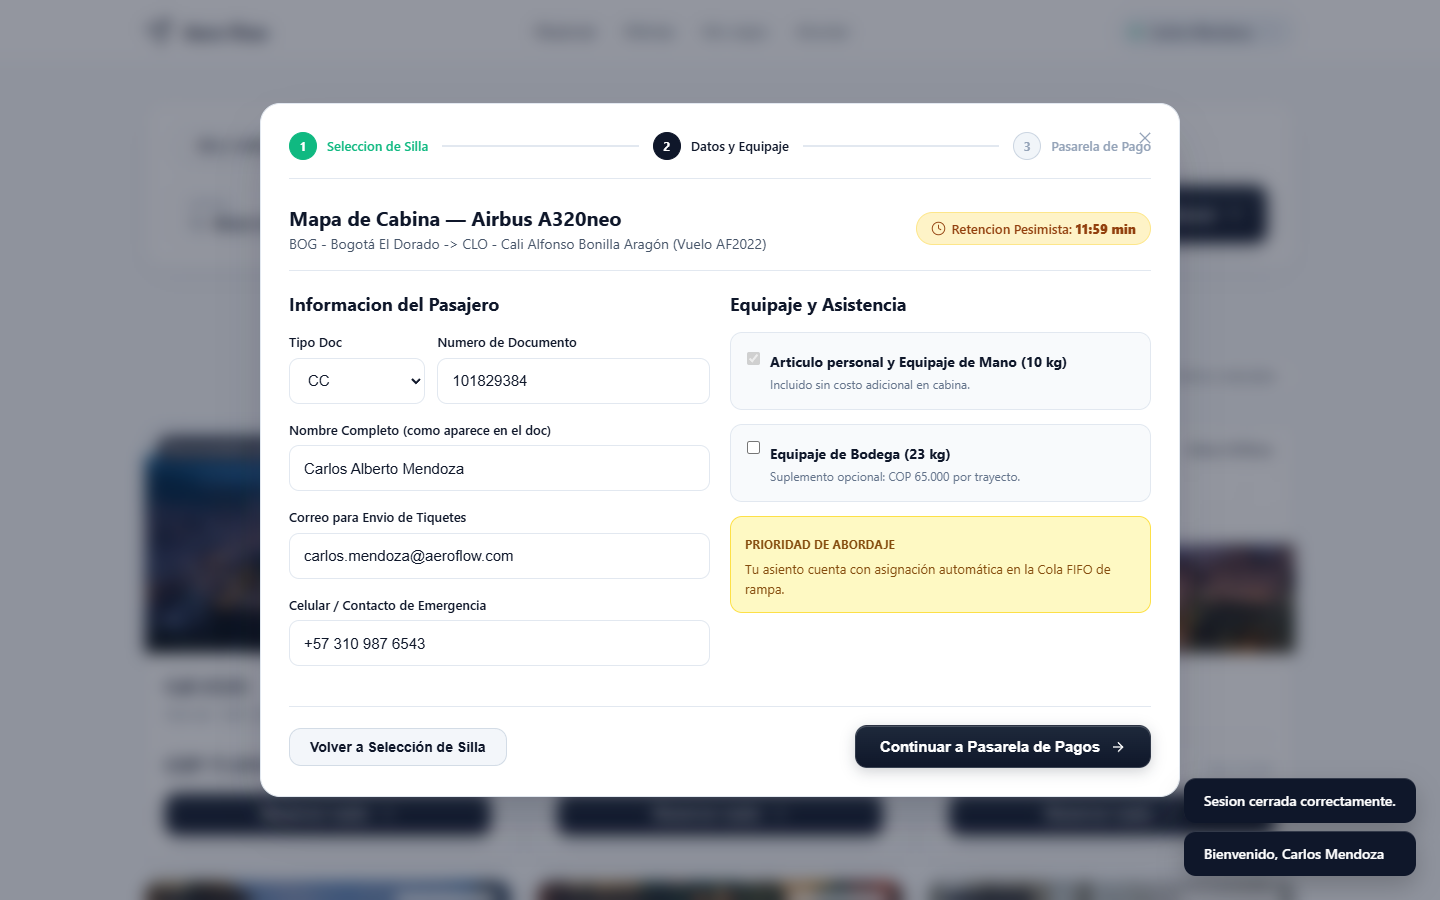 1 Seleccion de Silla
2 Datos y Equipaje
3 Pasarela de Pago
Mapa de Cabina — Airbus A320neo
BOG - Bogotá El Dorado -> CLO - Cali Alfonso Bonilla Aragón (Vuelo AF2022)
Retencion Pesimista: 11:59 min
Informacion del Pasajero
Tipo Doc
Numero de Documento
CC
101829384
Nombre Completo (como aparece en el doc)
Carlos Alberto Mendoza
Correo para Envio de Tiquetes
carlos.mendoza@aeroflow.com
Celular / Contacto de Emergencia
+57 310 987 6543
Equipaje y Asistencia
Articulo personal y Equipaje de Mano (10 kg)
Incluido sin costo adicional en cabina.
Equipaje de Bodega (23 kg)
Suplemento opcional: COP 65.000 por trayecto.
PRIORIDAD DE ABORDAJE
Tu asiento cuenta con asignación automática en la Cola FIFO de
rampa.
Volver a Selección de Silla
Continuar a Pasarela de Pagos →
Sesion cerrada correctamente.
Bienvenido, Carlos Mendoza